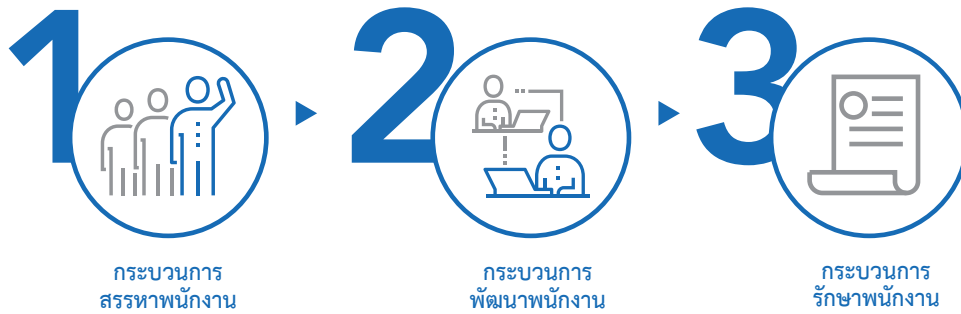 1
2
3
กระบวนการ
สรรหาพนักงาน
กระบวนการ
พัฒนาพนักงาน
กระบวนการ
รักษาพนักงาน